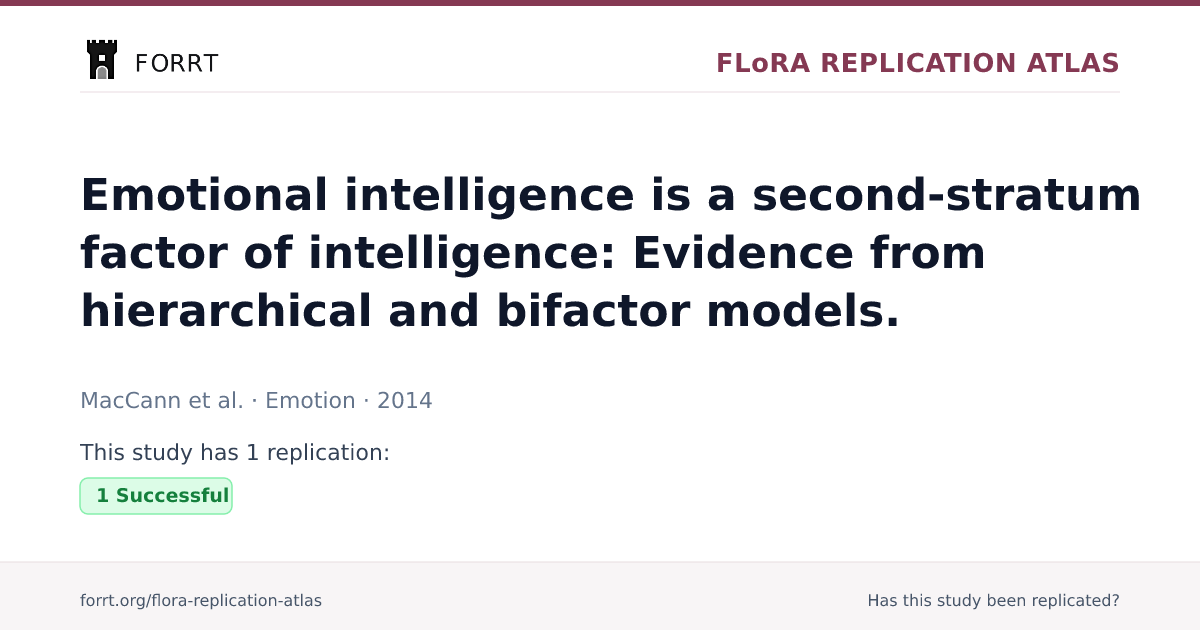 FORRT
FLoRA REPLICATION ATLAS
Emotional intelligence is a second-stratum
factor of intelligence: Evidence from
hierarchical and bifactor models.
MacCann et al. · Emotion · 2014
This study has 1 replication:
1 Successful
forrt.org/flora-replication-atlas
Has this study been replicated?